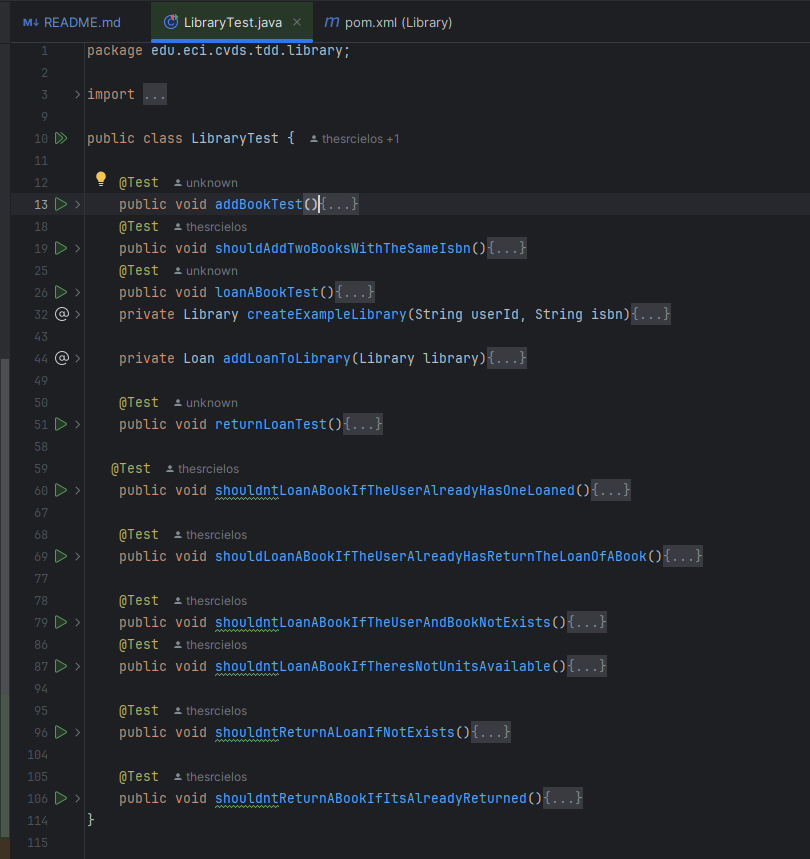 M↓ README.md LibraryTest.java × m pom.xml (Library)
1 package edu.eci.cvds.tdd.library;
2
3 import ...
9
10 public class LibraryTest { thesrcielos +1
11
12 @Test unknown
13 public void addBookTest(){...}
18 @Test thesrcielos
19 public void shouldAddTwoBooksWithTheSameIsbn(){...}
25 @Test unknown
26 public void loanABookTest(){...}
32 @ private Library createExampleLibrary(String userId, String isbn){...}
43
44 @ private Loan addLoanToLibrary(Library library){...}
49
50 @Test unknown
51 public void returnLoanTest(){...}
58
59 @Test thesrcielos
60 public void shouldntLoanABookIfTheUserAlreadyHasOneLoaned(){...}
67
68 @Test thesrcielos
69 public void shouldLoanABookIfTheUserAlreadyHasReturnTheLoanOfABook(){...}
77
78 @Test thesrcielos
79 public void shouldntLoanABookIfTheUserAndBookNotExists(){...}
86 @Test thesrcielos
87 public void shouldntLoanABookIfTheresNotUnitsAvailable(){...}
94
95 @Test thesrcielos
96 public void shouldntReturnALoanIfNotExists(){...}
104
105 @Test thesrcielos
106 public void shouldntReturnABookIfItsAlreadyReturned(){...}
114 }
115